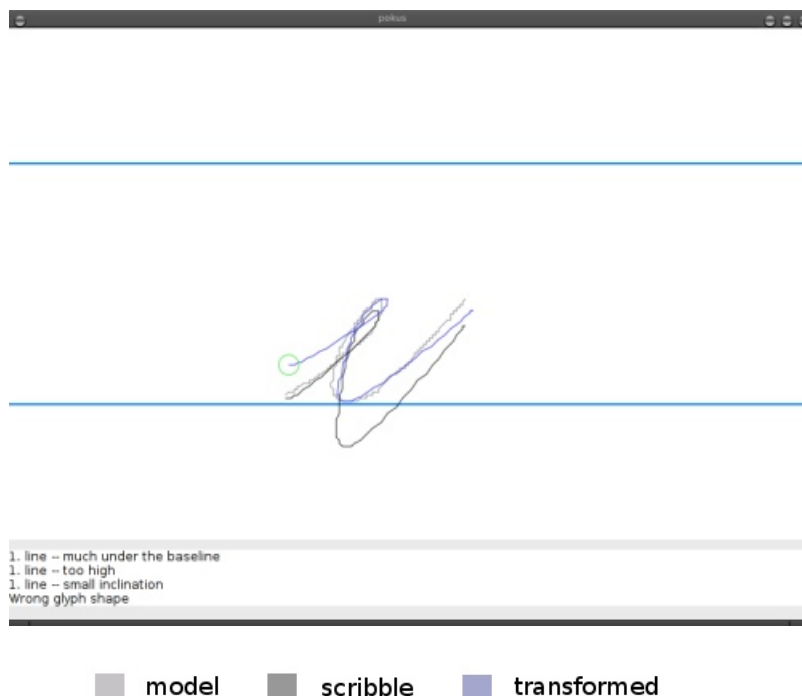 pokus
1. line -- much under the baseline
1. line -- too high
1. line -- small inclination
Wrong glyph shape
model scribble transformed